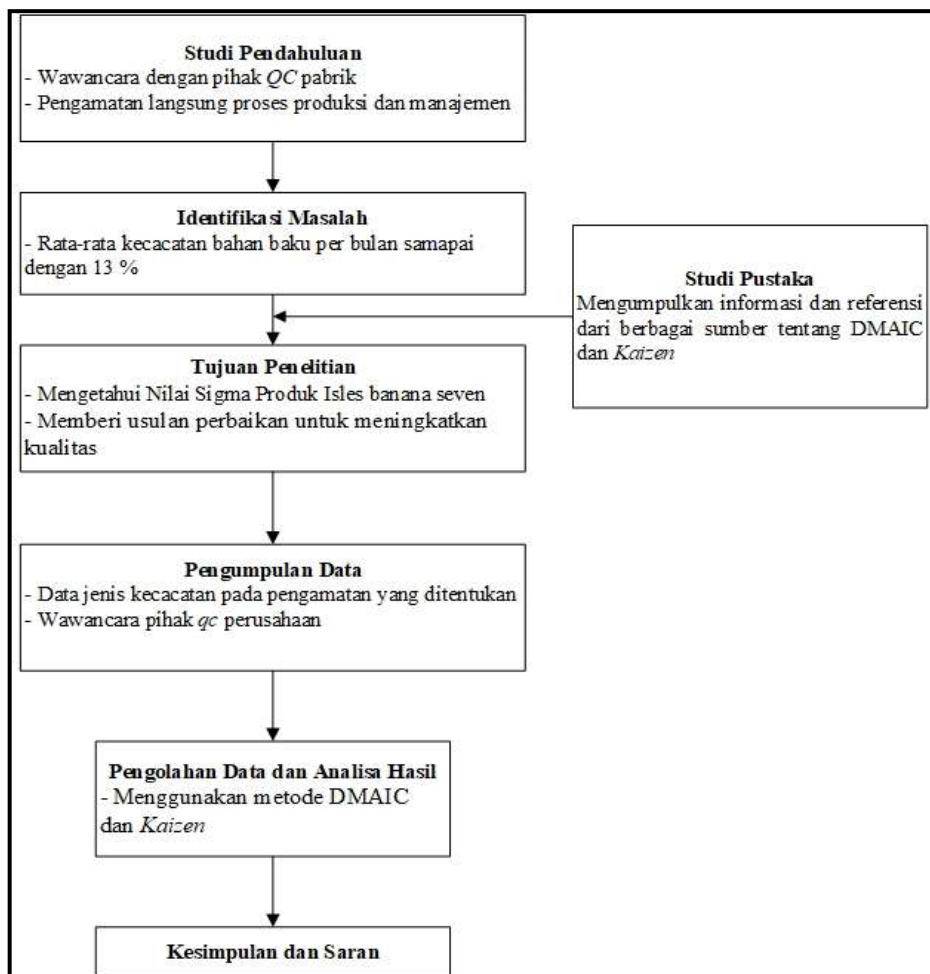 Studi Pendahuluan
- Wawancara dengan pihak QC pabrik
- Pengamatan langsung proses produksi dan manajemen
Identifikasi Masalah
- Rata-rata kecacatan bahan baku per bulan samapai
dengan 13 %
Studi Pustaka
Mengumpulkan informasi dan referensi
dari berbagai sumber tentang DMAIC
dan Kaizen
Tujuan Penelitian
- Mengetahui Nilai Sigma Produk Isles banana seven
- Memberi usulan perbaikan untuk meningkatkan
kualitas
Pengumpulan Data
- Data jenis kecacatan pada pengamatan yang ditentukan
- Wawancara pihak qc perusahaan
Pengolahan Data dan Analisa Hasil
- Menggunakan metode DMAIC
dan Kaizen
Kesimpulan dan Saran